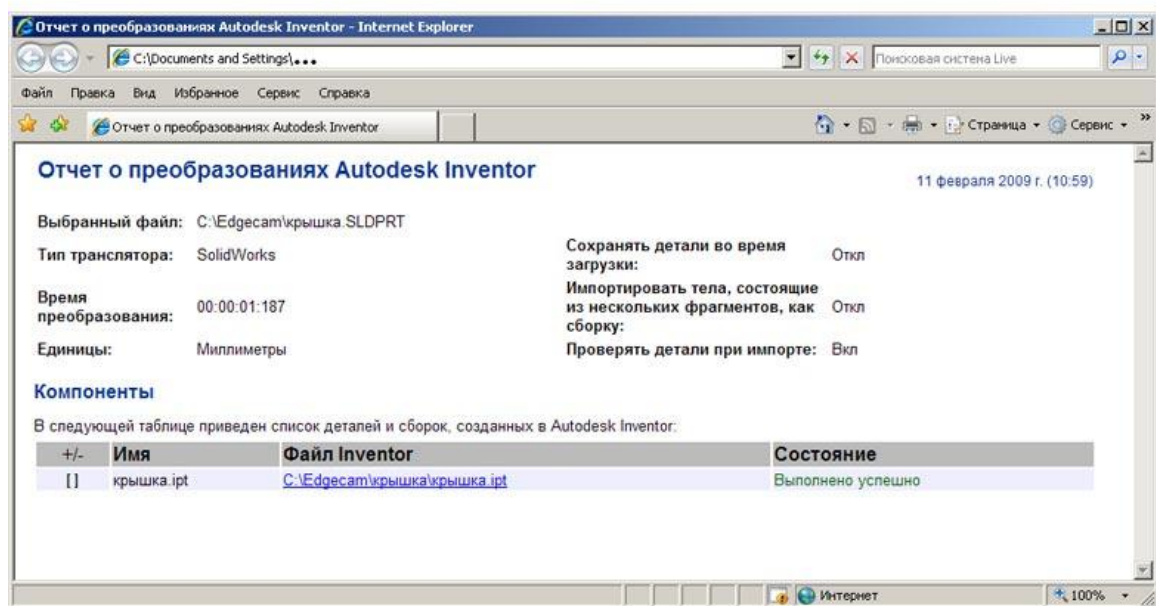 Отчет о преобразованиях Autodesk Inventor - Internet Explorer
C:\Documents and Settings\...
Поисковая система Live
Файл Правка Вид Избранное Сервис Справка
Отчет о преобразованиях Autodesk Inventor
Страница Сервис »
Отчет о преобразованиях Autodesk Inventor
11 февраля 2009 г. (10:59)
Выбранный файл: C:\Edgecam\крышка.SLDPRT
Тип транслятора: SolidWorks
Сохранять детали во время
загрузки: Откл
Время
преобразования: 00:00:01:187
Импортировать тела, состоящие
из нескольких фрагментов, как Откл
сборку:
Единицы: Миллиметры
Проверять детали при импорте: Вкл
Компоненты
В следующей таблице приведен список деталей и сборок, созданных в Autodesk Inventor:
+/- Имя Файл Inventor Состояние
[ ] крышка.ipt C:\Edgecam\крышка\крышка.ipt Выполнено успешно
Интернет 100%